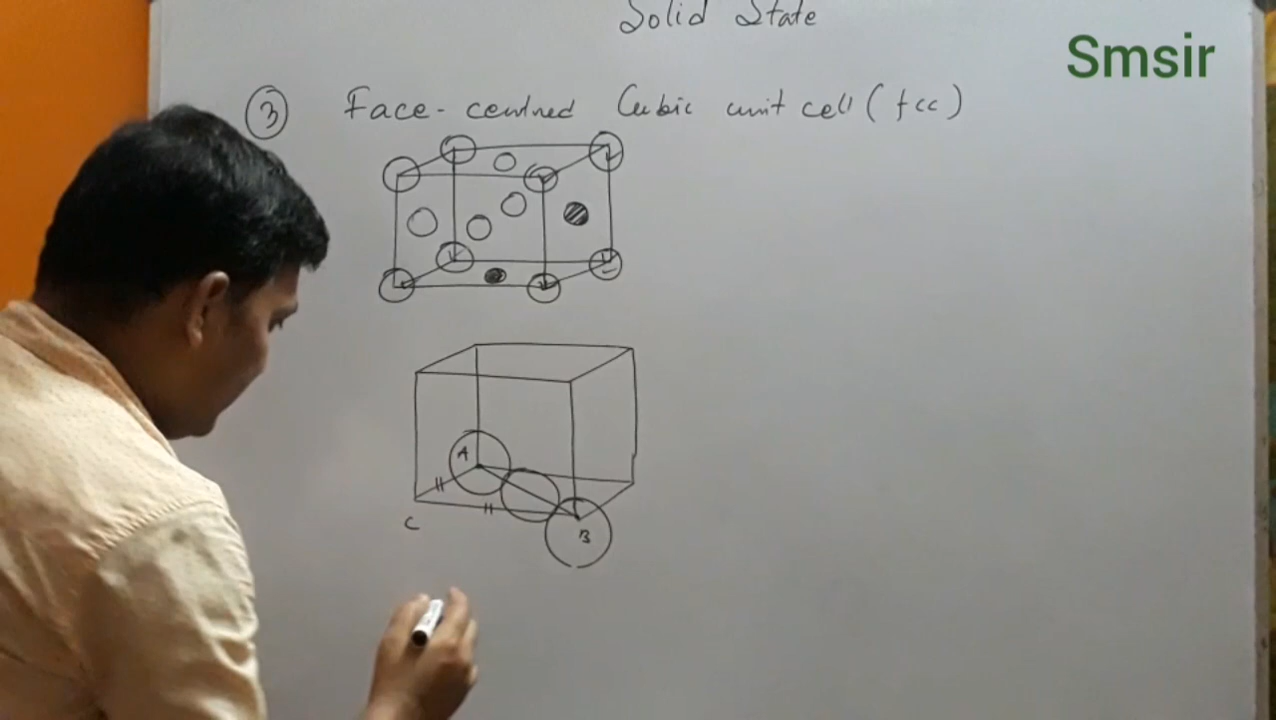 Solid State
Smsir
3 Face-centred Cubic unit cell (fcc)
A
C
B